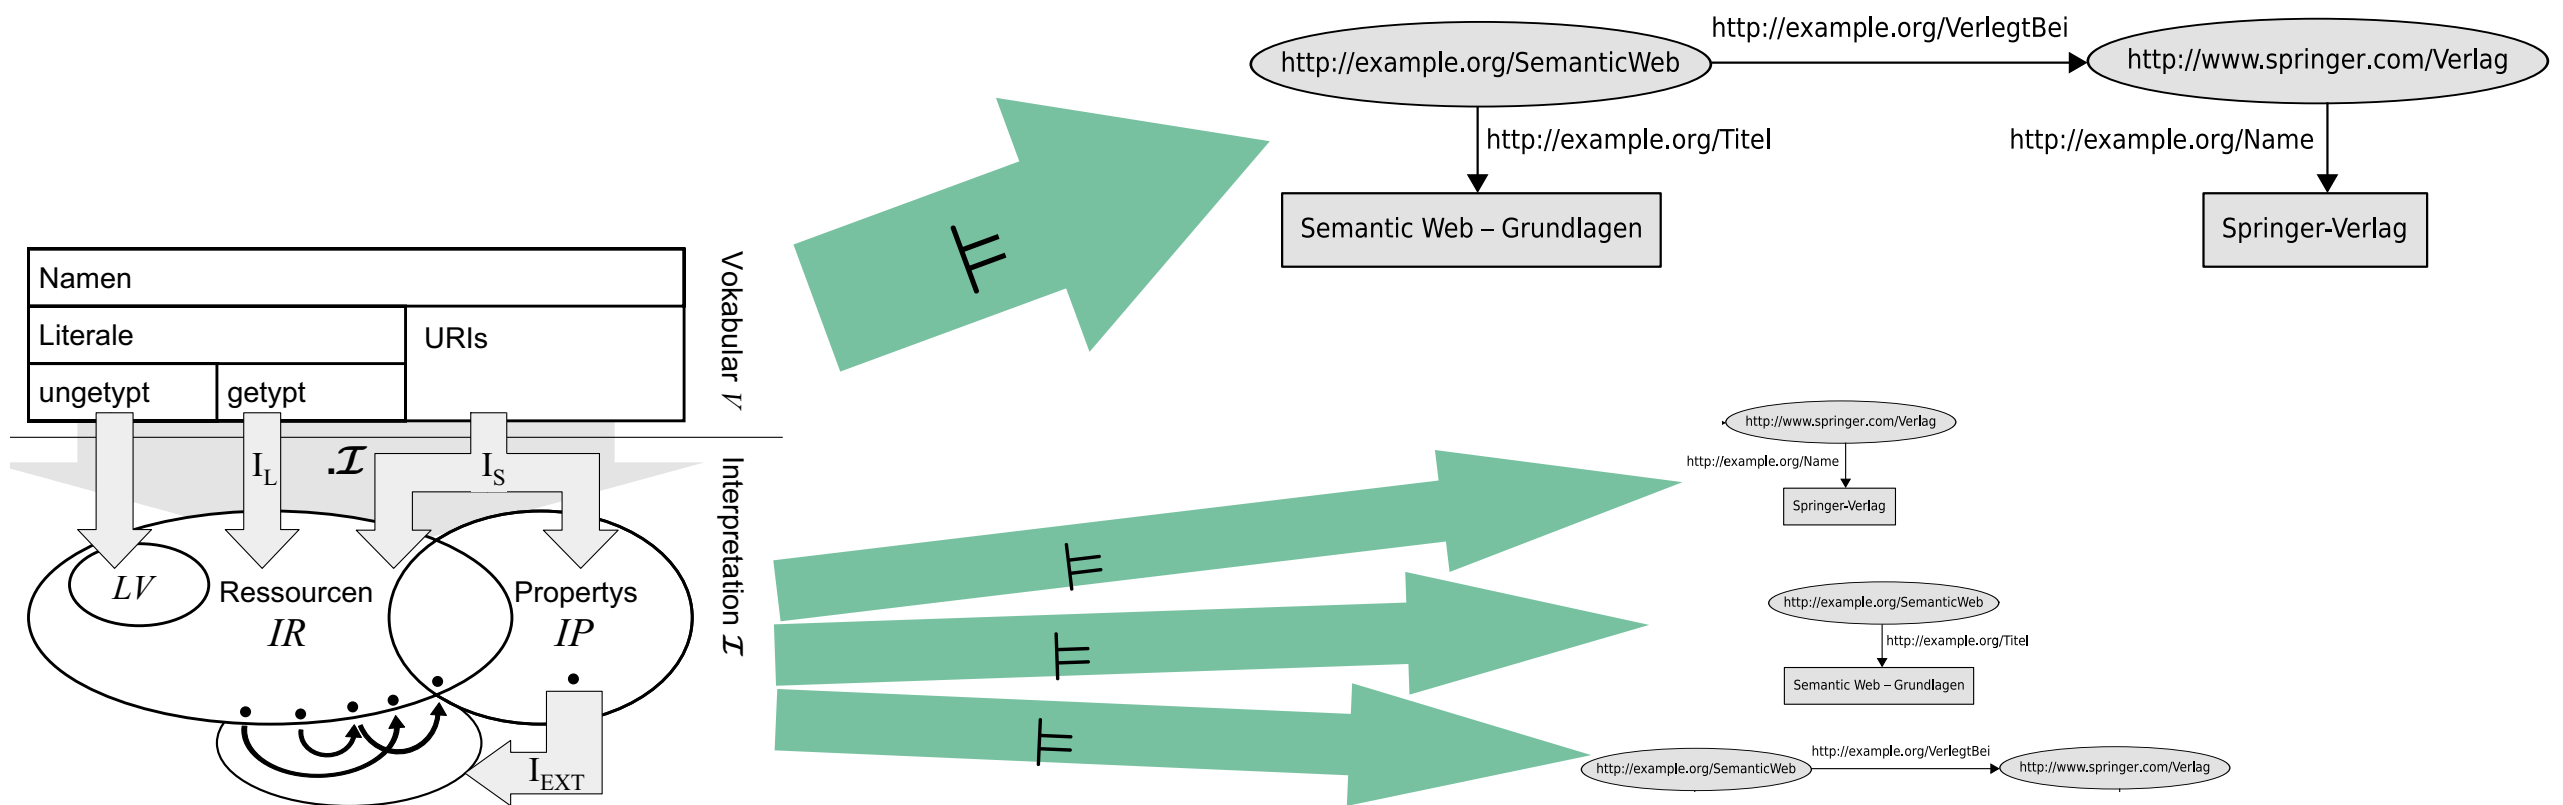 http://example.org/VerlegtBei
http://example.org/SemanticWeb
http://www.springer.com/Verlag
http://example.org/Titel
http://example.org/Name
Semantic Web – Grundlagen
Springer-Verlag
⊨
Namen
Literale
URIs
ungetypt
getypt
Vokabular V
I_L
.I
I_S
Interpretation I
LV
Ressourcen
IR
Propertys
IP
I_EXT
⊨
http://www.springer.com/Verlag
http://example.org/Name
Springer-Verlag
⊨
http://example.org/SemanticWeb
http://example.org/Titel
Semantic Web – Grundlagen
⊨
http://example.org/VerlegtBei
http://example.org/SemanticWeb
http://www.springer.com/Verlag